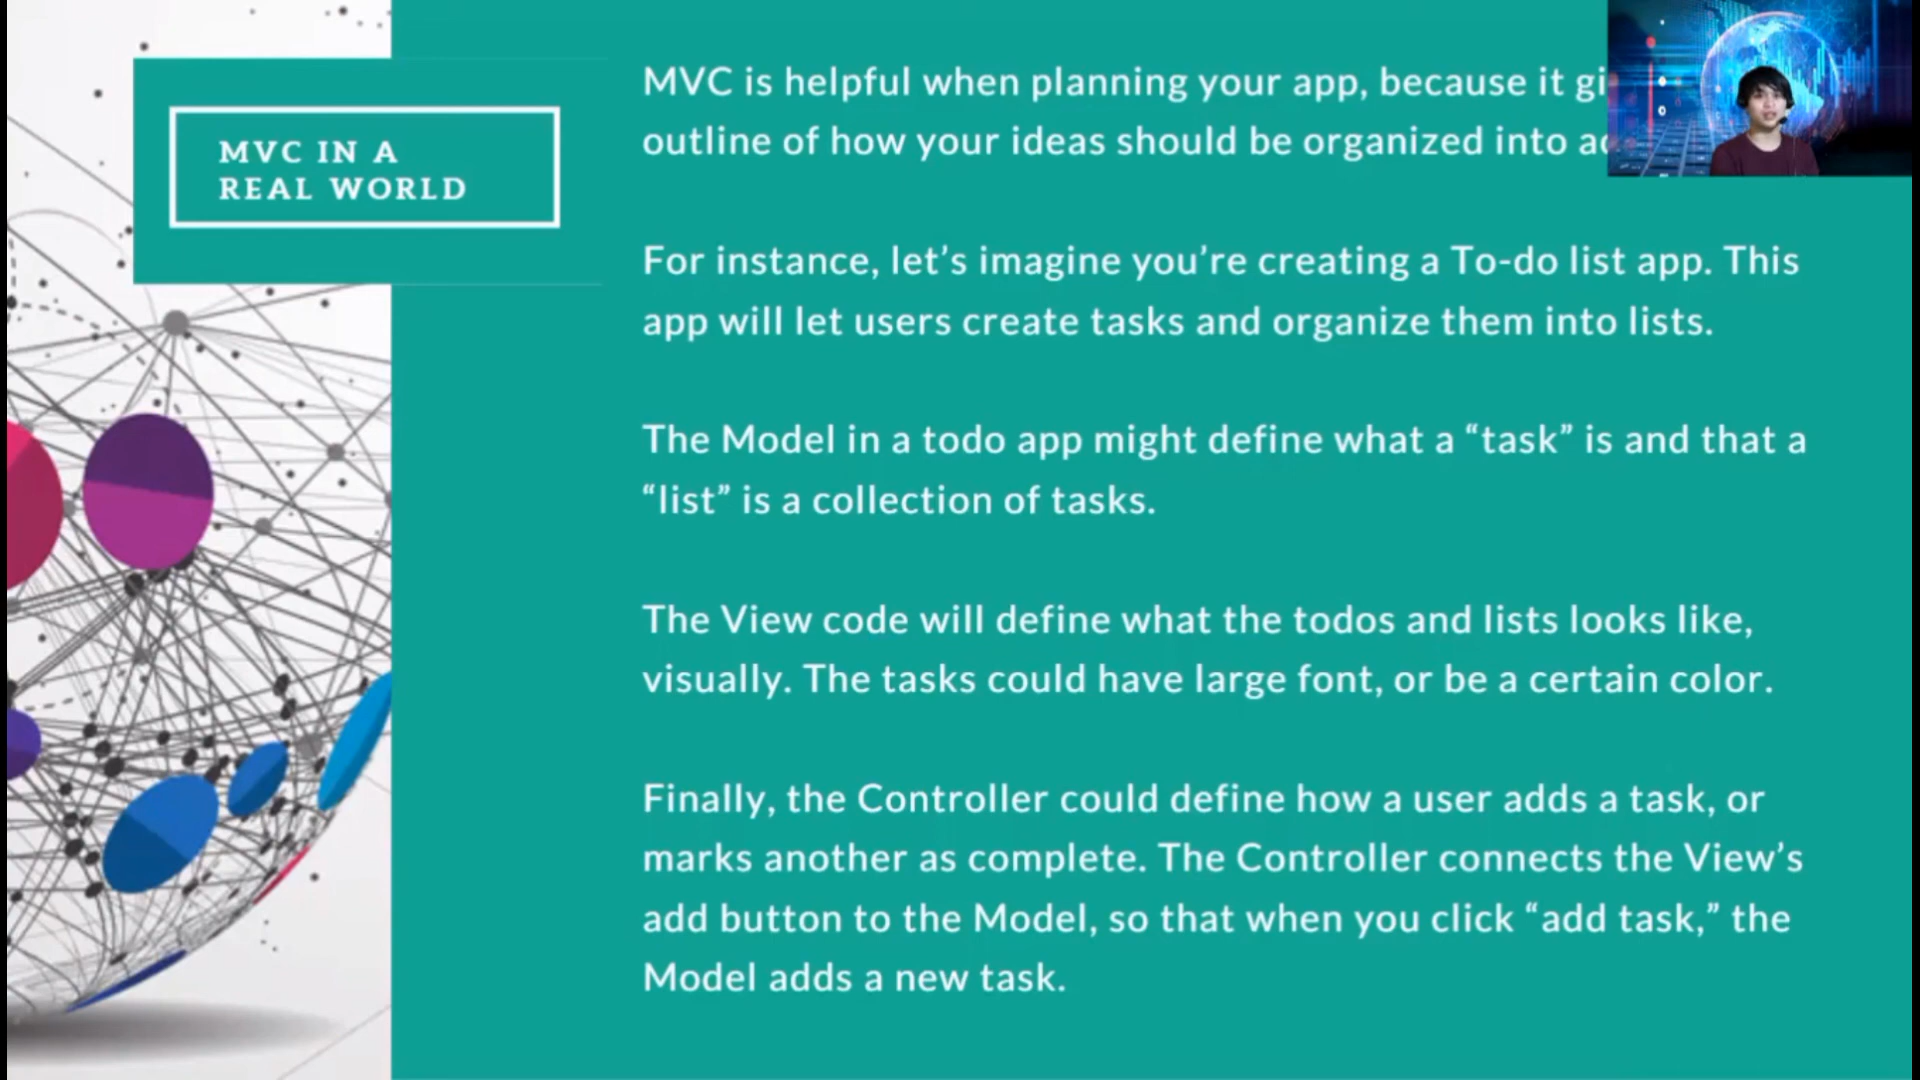 MVC IN A
REAL WORLD
MVC is helpful when planning your app, because it
outline of how your ideas should be organized into
For instance, let’s imagine you’re creating a To-do list app. This
app will let users create tasks and organize them into lists.
The Model in a todo app might define what a “task” is and that a
“list” is a collection of tasks.
The View code will define what the todos and lists looks like,
visually. The tasks could have large font, or be a certain color.
Finally, the Controller could define how a user adds a task, or
marks another as complete. The Controller connects the View’s
add button to the Model, so that when you click “add task,” the
Model adds a new task.